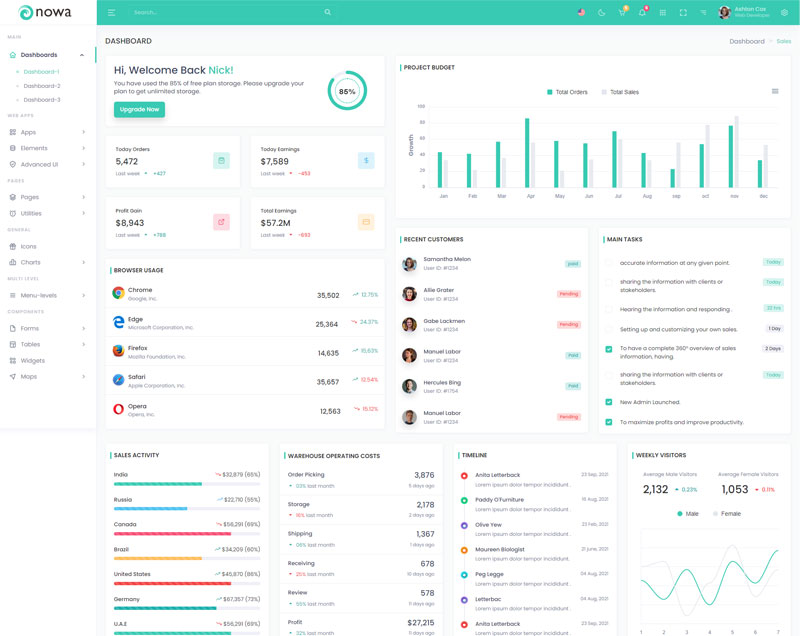 nowa
Search...
Ashton Cox
Web Developer
MAIN
Dashboards
Dashboard-1
Dashboard-2
Dashboard-3
WEB APPS
Apps
Elements
Advanced UI
PAGES
Pages
Utilities
GENERAL
Icons
Charts
MULTI LEVEL
Menu-levels
COMPONENTS
Forms
Tables
Widgets
Maps
DASHBOARD
Dashboard
Sales
Hi, Welcome Back Nick!
You have used the 85% of free plan storage. Please upgrade your
plan to get unlimited storage.
Upgrade Now
85%
Today Orders
5,472
Last week +427
Today Earnings
$7,589
$
Last week -453
Profit Gain
$8,943
Last week +788
Total Earnings
$57.2M
Last week -693
PROJECT BUDGET
Total Orders Total Sales
Growth
100
80
60
40
20
0
Jan Feb Mar Apr May Jun Jul Aug sep oct nov dec
BROWSER USAGE
Chrome
Google, Inc.
35,502 12.75%
Edge
Microsoft Corporation, Inc.
25,364 24.37%
Firefox
Mozilla Foundation, Inc.
14,635 15.63%
Safari
Apple Corporation, Inc.
35,657 12.54%
Opera
Opera, Inc.
12,563 15.12%
RECENT CUSTOMERS
Samantha Melon
User ID: #1234
paid
Allie Grater
User ID: #1234
Pending
Gabe Lackmen
User ID: #1234
Pending
Manuel Labor
User ID: #1234
Paid
Hercules Bing
User ID: #1754
Paid
Manuel Labor
User ID: #1234
Pending
MAIN TASKS
accurate information at any given point. Today
sharing the information with clients or
stakeholders.
Today
Hearing the information and responding . 22 hrs
Setting up and customizing your own sales. 1 Day
To have a complete 360° overview of sales
information, having.
2 Days
sharing the information with clients or
stakeholders.
Today
New Admin Launched.
To maximize profits and improve productivity.
SALES ACTIVITY
India $32,879 (65%)
Russia $22,710 (55%)
Canada $56,291 (69%)
Brazil $34,209 (60%)
United States $45,870 (86%)
Germany $67,357 (73%)
U.A.E $56,291 (69%)
WAREHOUSE OPERATING COSTS
Order Picking 3,876
03% last month 5 days ago
Storage 2,178
16% last month 2 days ago
Shipping 1,367
06% last month 1 days ago
Receiving 678
25% last month 10 days ago
Review 578
55% last month 11 days ago
Profit $27,215
32% last month 11 days ago
TIMELINE
Anita Letterback 23 Sep, 2021
Lorem ipsum dolor tempor incididunt .
Paddy O'Furniture 18 Aug, 2021
Lorem ipsum dolor tempor incididunt .
Olive Yew 23 Feb, 2021
Lorem ipsum dolor tempor incididunt .
Maureen Biologist 21 june, 2021
Lorem ipsum dolor tempor incididunt .
Peg Legge 04 Aug, 2021
Lorem ipsum dolor tempor incididunt .
Letterbac 04 Aug, 2021
Lorem ipsum dolor tempor incididunt .
Anita Letterback 23 Sep, 2021
Lorem ipsum dolor tempor incididunt .
WEEKLY VISITORS
Average Male Visitors
2,132 0.23%
Average Female Visitors
1,053 0.11%
Male Female
1 2 3 4 5 6 7